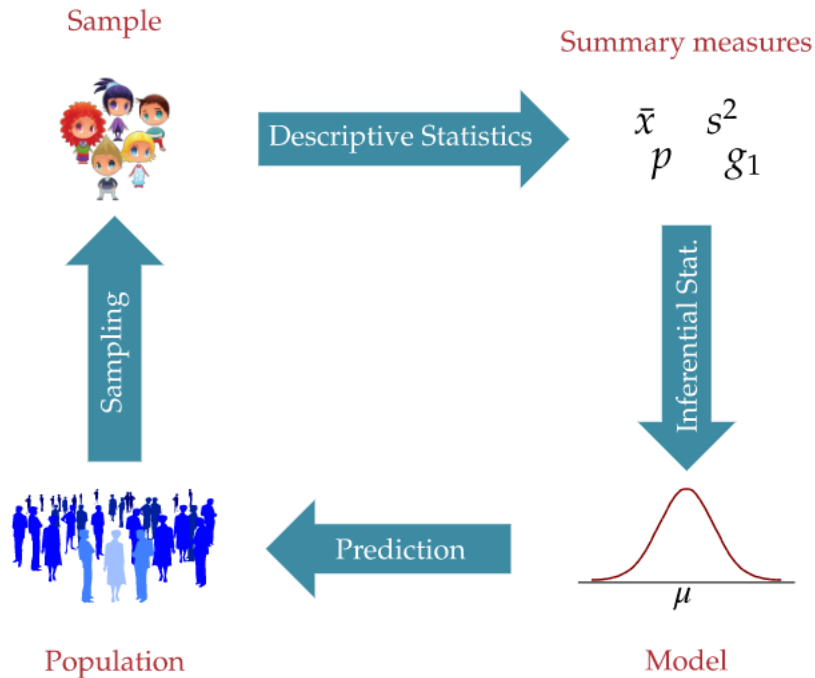 Sample
Summary measures
Descriptive Statistics
x̄ s²
p g₁
Sampling
Inferential Stat.
Prediction
μ
Population
Model